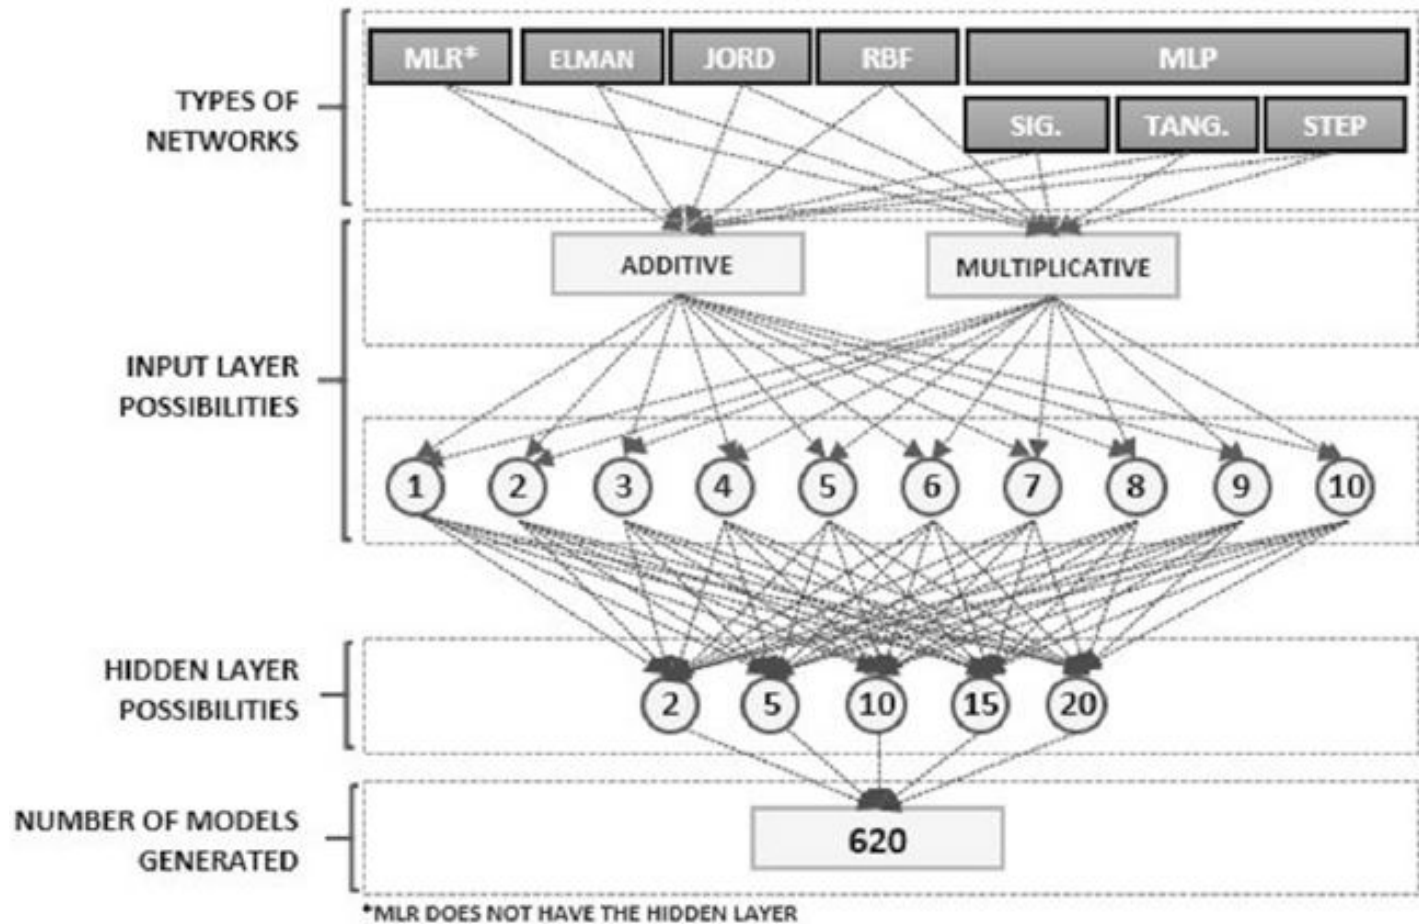 MLR* ELMAN JORD RBF MLP
TYPES OF
NETWORKS
SIG. TANG. STEP
ADDITIVE MULTIPLICATIVE
INPUT LAYER
POSSIBILITIES
1 2 3 4 5 6 7 8 9 10
HIDDEN LAYER
POSSIBILITIES
2 5 10 15 20
NUMBER OF MODELS
GENERATED
620
*MLR DOES NOT HAVE THE HIDDEN LAYER